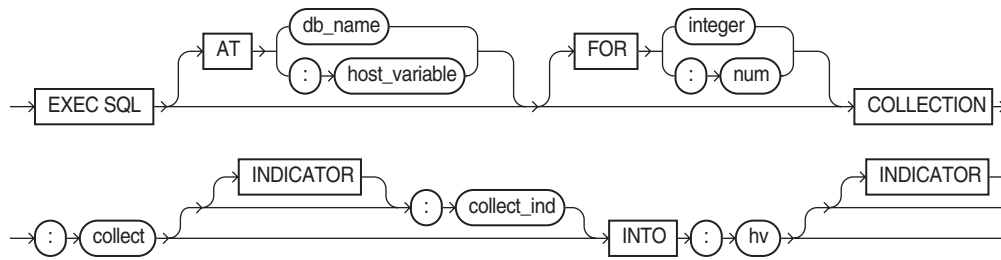 db_name integer
AT FOR
: host_variable : num
EXEC SQL COLLECTION
INDICATOR INDICATOR
: collect_ind
: collect INTO : hv